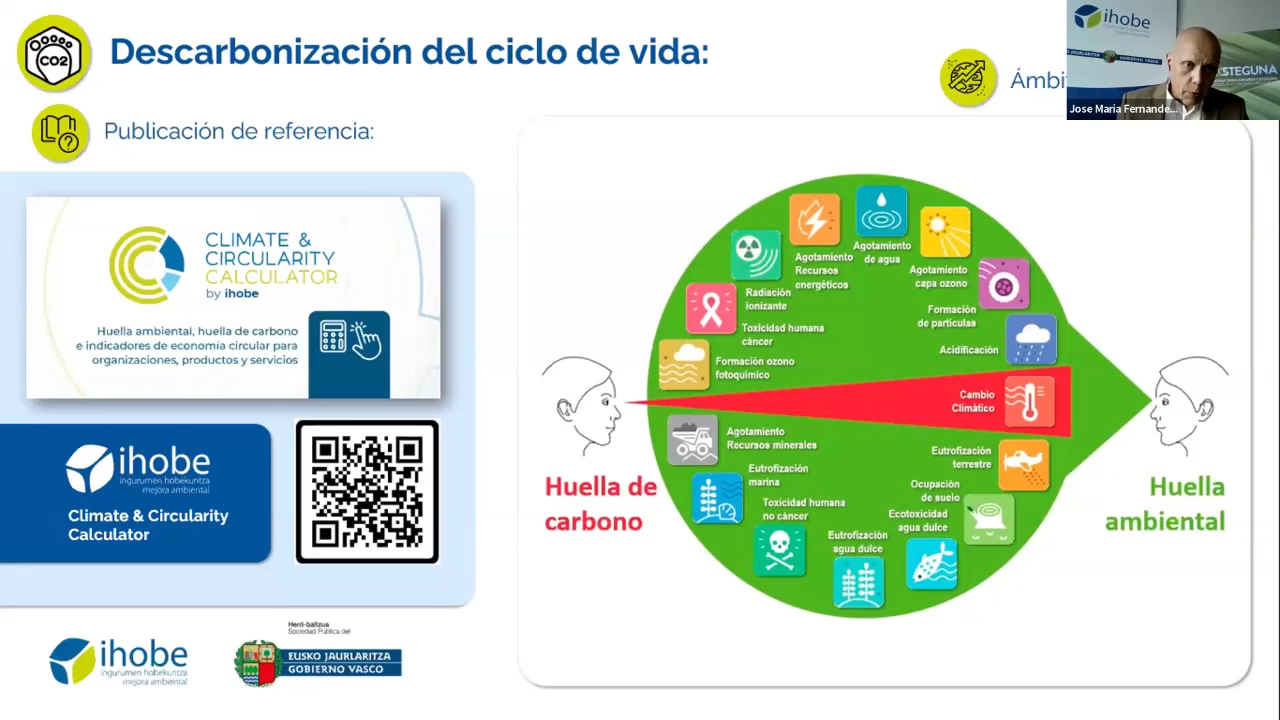 Descarbonización del ciclo de vida:
CO2
Publicación de referencia:
CLIMATE &
CIRCULARITY
CALCULATOR
by ihobe
Huella ambiental, huella de carbono
e indicadores de economía circular para
organizaciones, productos y servicios
ihobe
ingurumen hobekuntza
mejora ambiental
Climate & Circularity
Calculator
ihobe
ingurumen hobekuntza
mejora ambiental
Herri-baltzua
Sociedad Pública del
EUSKO JAURLARITZA
GOBIERNO VASCO
ihobe
GOBIERNO VASCO
STEGUNA
Jose Maria Fernande...
Agotamiento
de agua
Agotamiento
Recursos
energéticos
Agotamiento
capa ozono
Radiación
ionizante
Formación
de partículas
Toxicidad humana
cáncer
Acidificación
Formación ozono
fotoquímico
Cambio
Climático
Agotamiento
Recursos minerales
Eutrofización
terrestre
Eutrofización
marina
Ocupación
de suelo
Toxicidad humana
no cáncer
Ecotoxicidad
agua dulce
Eutrofización
agua dulce
Huella de
carbono
Huella
ambiental